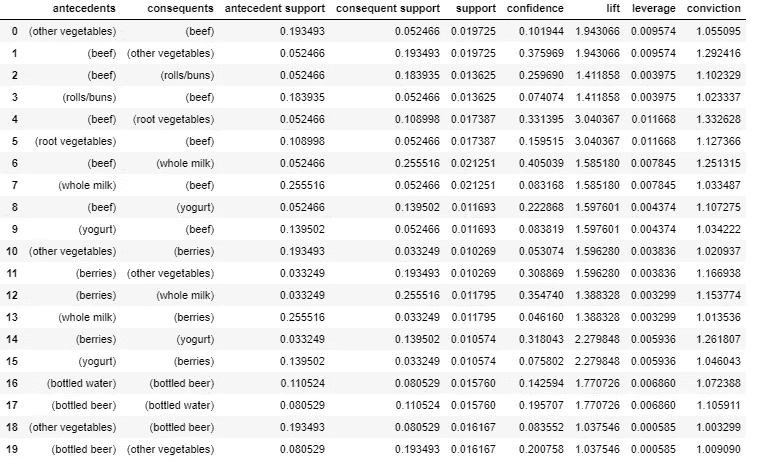 antecedents consequents antecedent support consequent support support confidence lift leverage conviction
0 (other vegetables) (beef) 0.193493 0.052466 0.019725 0.101944 1.943066 0.009574 1.055095
1 (beef) (other vegetables) 0.052466 0.193493 0.019725 0.375969 1.943066 0.009574 1.292416
2 (beef) (rolls/buns) 0.052466 0.183935 0.013625 0.259690 1.411858 0.003975 1.102329
3 (rolls/buns) (beef) 0.183935 0.052466 0.013625 0.074074 1.411858 0.003975 1.023337
4 (beef) (root vegetables) 0.052466 0.108998 0.017387 0.331395 3.040367 0.011668 1.332628
5 (root vegetables) (beef) 0.108998 0.052466 0.017387 0.159515 3.040367 0.011668 1.127366
6 (beef) (whole milk) 0.052466 0.255516 0.021251 0.405039 1.585180 0.007845 1.251315
7 (whole milk) (beef) 0.255516 0.052466 0.021251 0.083168 1.585180 0.007845 1.033487
8 (beef) (yogurt) 0.052466 0.139502 0.011693 0.222868 1.597601 0.004374 1.107275
9 (yogurt) (beef) 0.139502 0.052466 0.011693 0.083819 1.597601 0.004374 1.034222
10 (other vegetables) (berries) 0.193493 0.033249 0.010269 0.053074 1.596280 0.003836 1.020937
11 (berries) (other vegetables) 0.033249 0.193493 0.010269 0.308869 1.596280 0.003836 1.166938
12 (berries) (whole milk) 0.033249 0.255516 0.011795 0.354740 1.388328 0.003299 1.153774
13 (whole milk) (berries) 0.255516 0.033249 0.011795 0.046160 1.388328 0.003299 1.013536
14 (berries) (yogurt) 0.033249 0.139502 0.010574 0.318043 2.279848 0.005936 1.261807
15 (yogurt) (berries) 0.139502 0.033249 0.010574 0.075802 2.279848 0.005936 1.046043
16 (bottled water) (bottled beer) 0.110524 0.080529 0.015760 0.142594 1.770726 0.006860 1.072388
17 (bottled beer) (bottled water) 0.080529 0.110524 0.015760 0.195707 1.770726 0.006860 1.105911
18 (other vegetables) (bottled beer) 0.193493 0.080529 0.016167 0.083552 1.037546 0.000585 1.003299
19 (bottled beer) (other vegetables) 0.080529 0.193493 0.016167 0.200758 1.037546 0.000585 1.009090